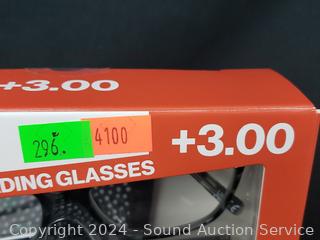 +3.00
296.
4100
+3.00
DING GLASSES
Copyright 2024 - Sound Auction Service